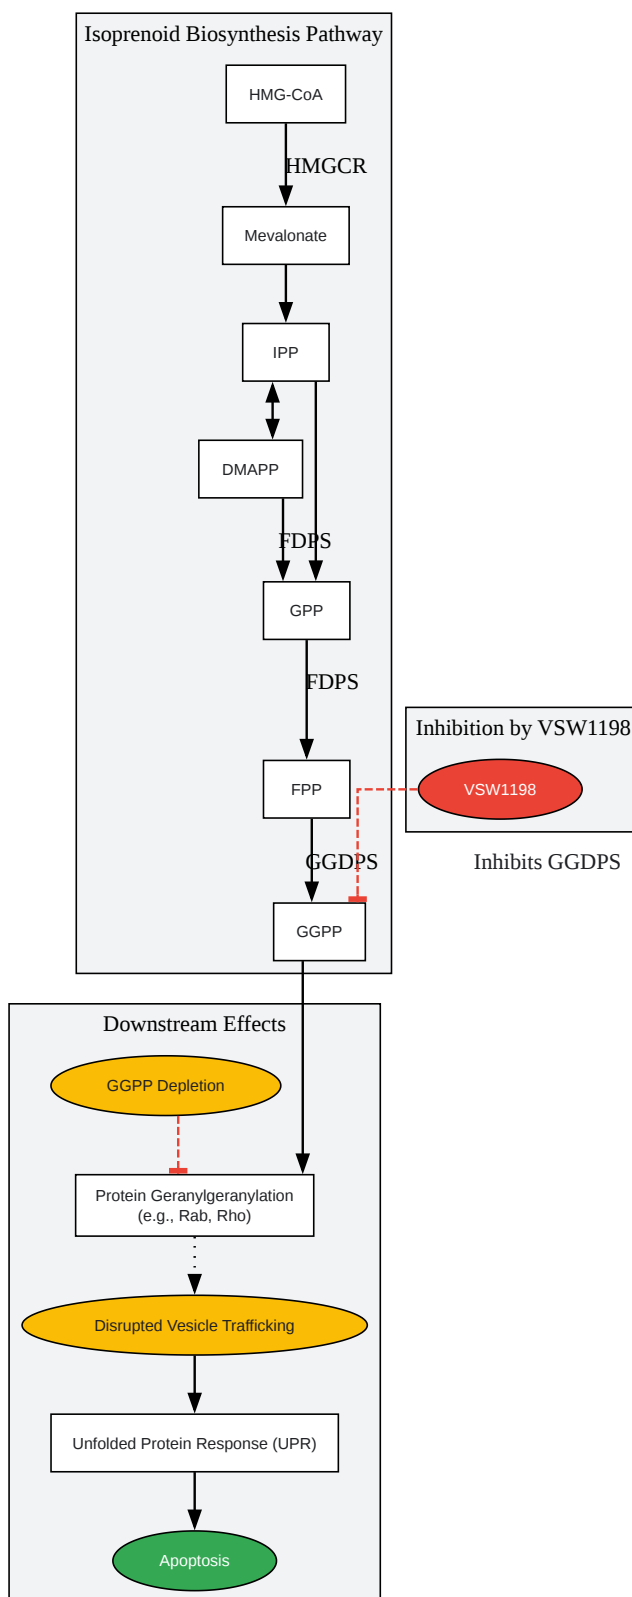 Isoprenoid Biosynthesis Pathway
HMG-CoA
HMGCR
Mevalonate
IPP
DMAPP
FDPS
GPP
FDPS
FPP
GGDPS
GGPP
Inhibition by VSW1198
VSW1198
Inhibits GGDPS
Downstream Effects
GGPP Depletion
Protein Geranylgeranylation
(e.g., Rab, Rho)
Disrupted Vesicle Trafficking
Unfolded Protein Response (UPR)
Apoptosis